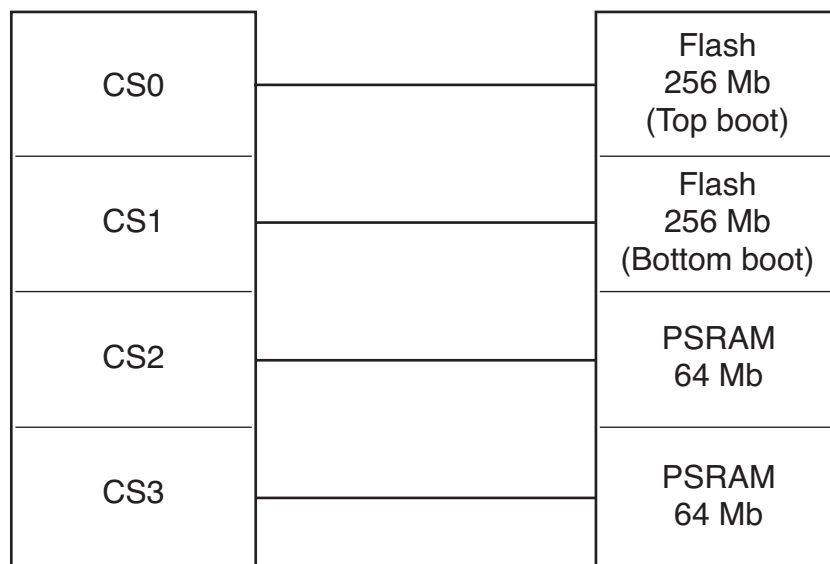 CS0
Flash
256 Mb
(Top boot)
CS1
Flash
256 Mb
(Bottom boot)
CS2
PSRAM
64 Mb
CS3
PSRAM
64 Mb